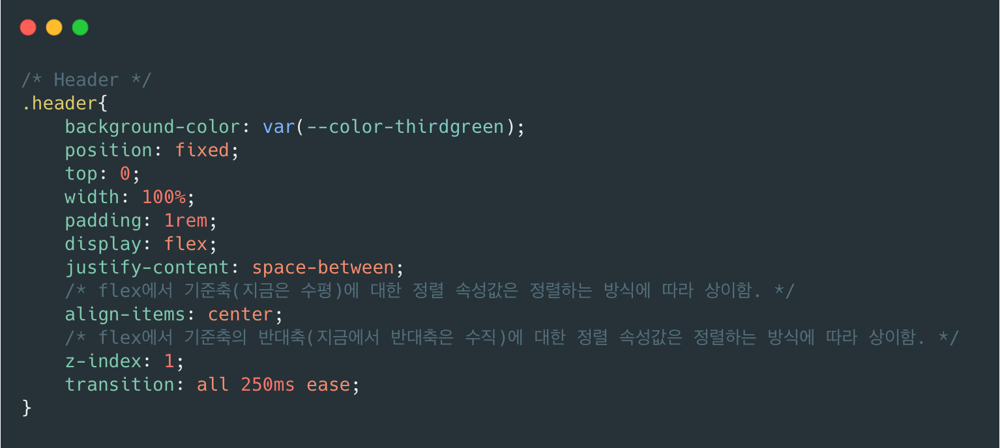 /* Header */
.header{
    background-color: var(--color-thirdgreen);
    position: fixed;
    top: 0;
    width: 100%;
    padding: 1rem;
    display: flex;
    justify-content: space-between;
    /* flex에서 기준축(지금은 수평)에 대한 정렬 속성값은 정렬하는 방식에 따라 상이함. */
    align-items: center;
    /* flex에서 기준축의 반대축(지금에서 반대축은 수직)에 대한 정렬 속성값은 정렬하는 방식에 따라 상이함. */
    z-index: 1;
    transition: all 250ms ease;
}